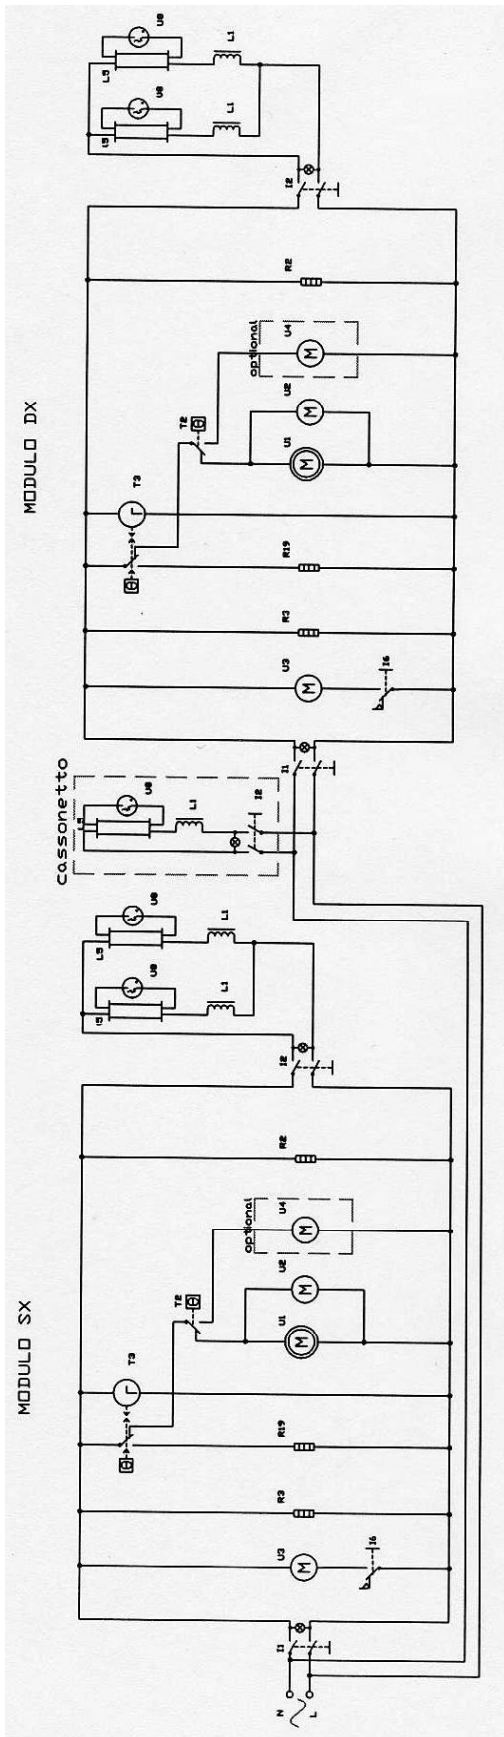 U8
L1
L5
U8
L1
I2
R2
U4
optional
U2
T2
U1
MODULO DX
T3
R19
R3
I6
U3
I1
cassonetto
U8
L1
I2
U8
L1
L5
U8
L1
I2
R2
U4
optional
U2
T2
U1
MODULO SX
T3
R19
R3
I6
U3
I1
N
L